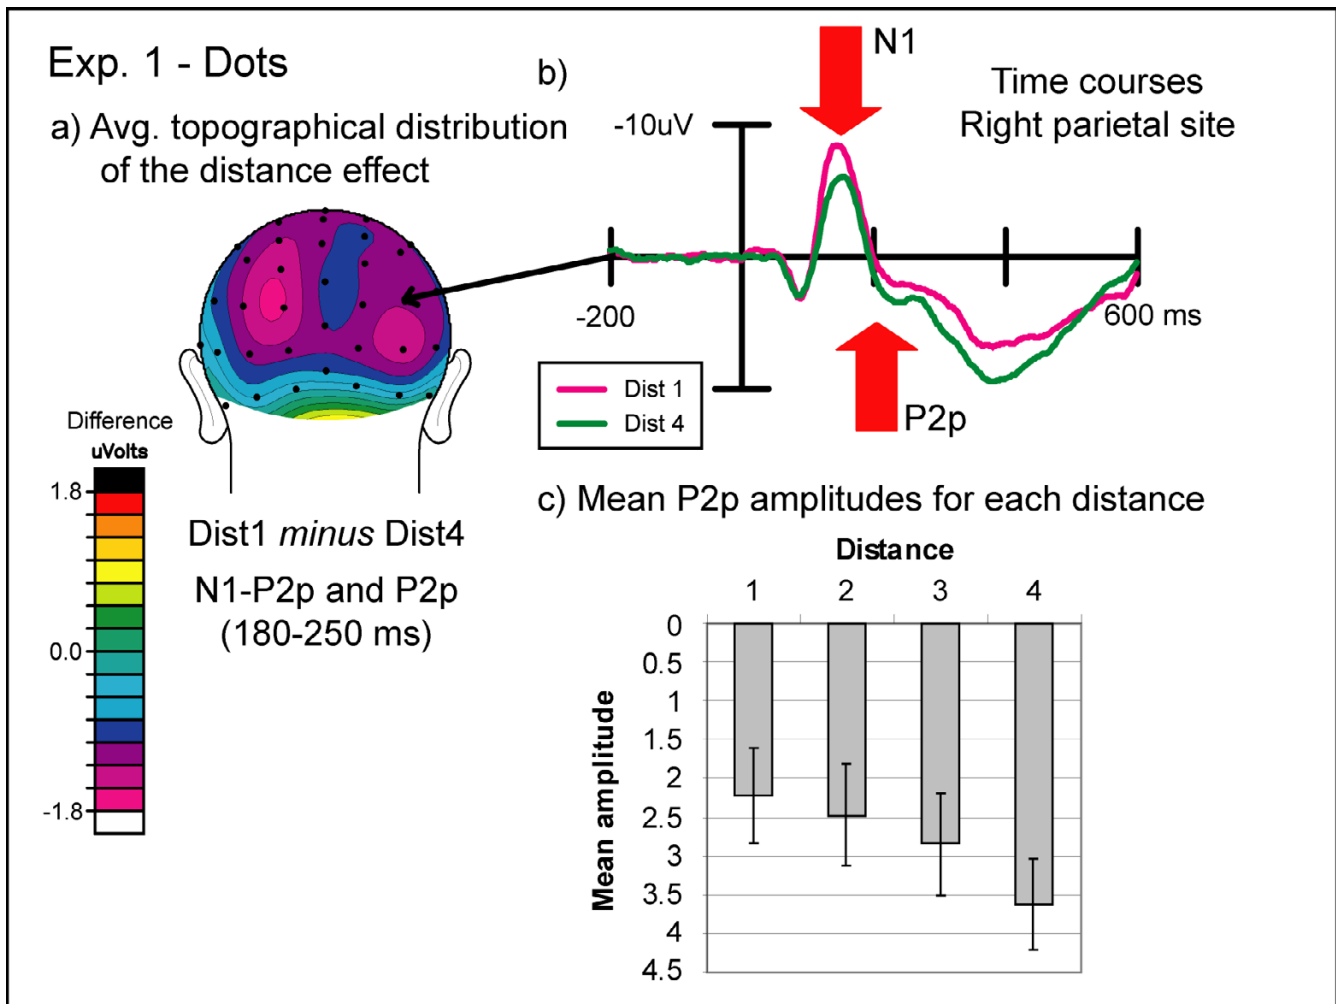 Exp. 1 - Dots
a) Avg. topographical distribution
of the distance effect
Difference
uVolts
1.8
0.0
-1.8
Dist1 minus Dist4
N1-P2p and P2p
(180-250 ms)
b)
N1
Time courses
Right parietal site
-10uV
-200
600 ms
Dist 1
Dist 4
P2p
c) Mean P2p amplitudes for each distance
Distance
1 2 3 4
Mean amplitude
0
0.5
1
1.5
2
2.5
3
3.5
4
4.5